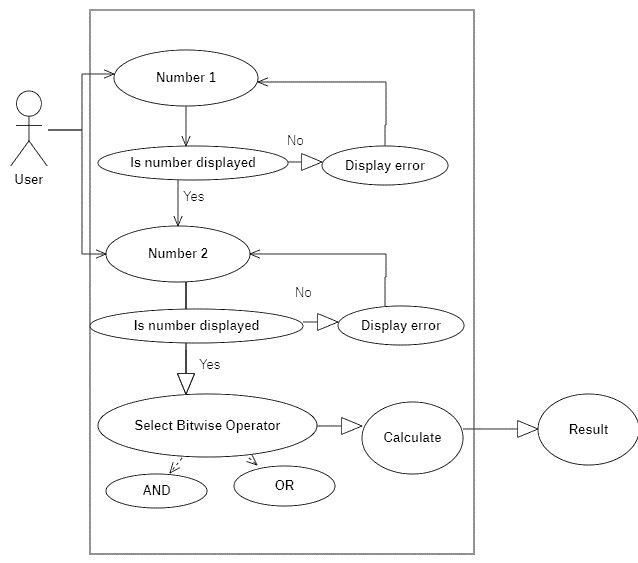 Number 1
No
Is number displayed
Display error
User
Yes
Number 2
No
Is number displayed
Display error
Yes
Select Bitwise Operator
Calculate
Result
AND
OR